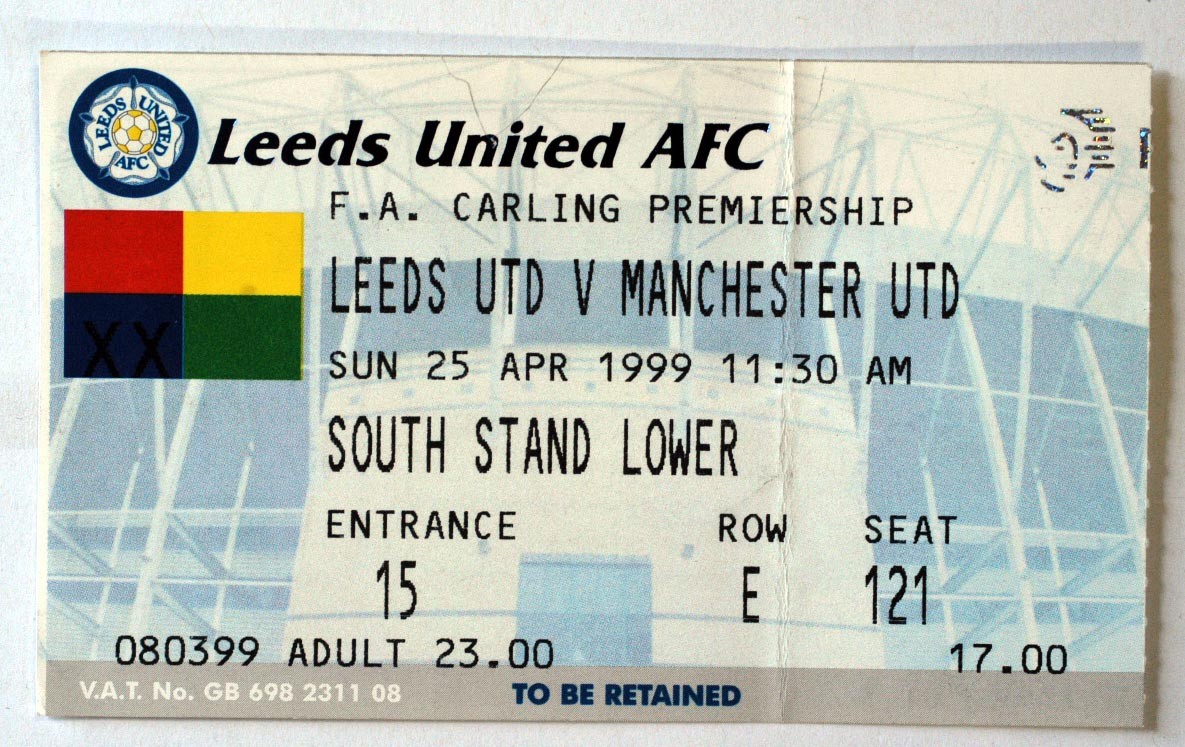 LEEDS UNITED AFC
Leeds United AFC
F.A. CARLING PREMIERSHIP
LEEDS UTD V MANCHESTER UTD
XX
SUN 25 APR 1999 11:30 AM
SOUTH STAND LOWER
ENTRANCE ROW SEAT
15 E 121
080399 ADULT 23.00 17.00
V.A.T. No. GB 698 2311 08 TO BE RETAINED